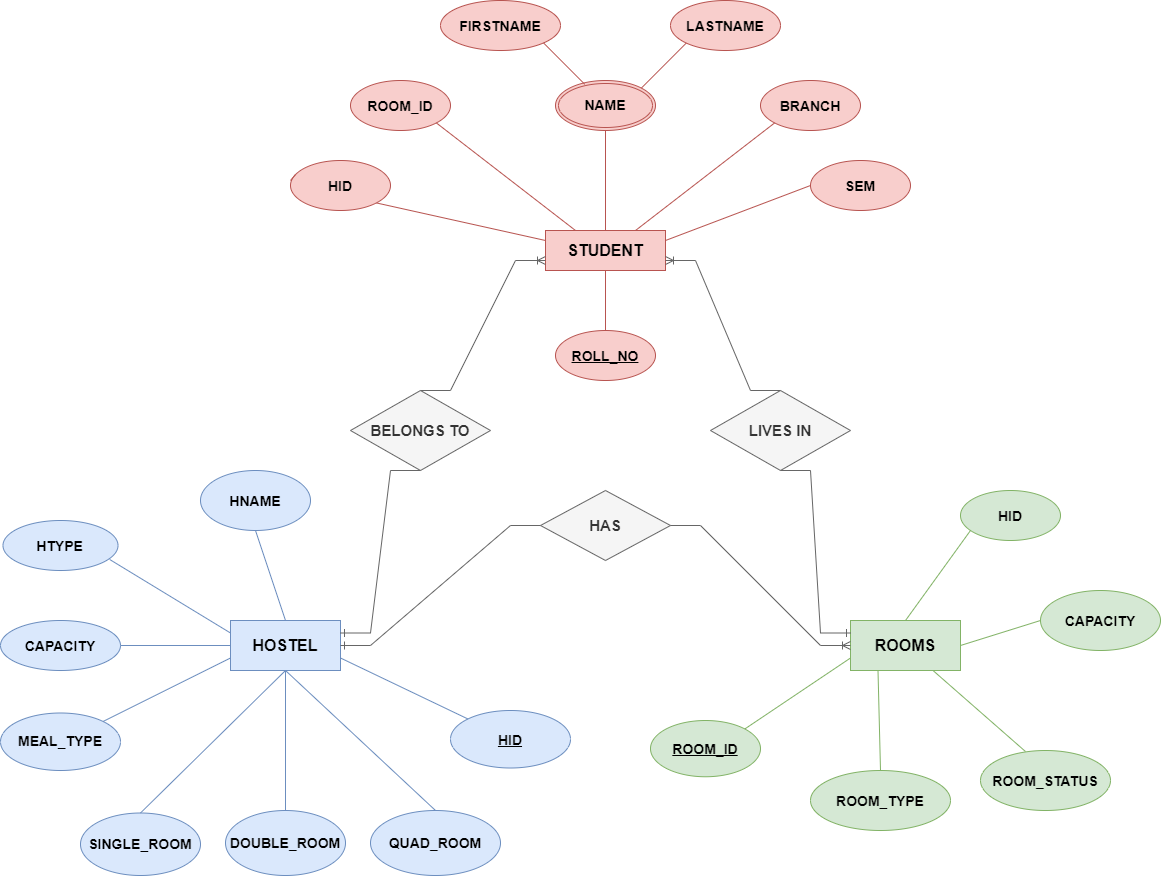 FIRSTNAME
LASTNAME
ROOM_ID
NAME
BRANCH
HID
SEM
STUDENT
ROLL_NO
BELONGS TO
LIVES IN
HNAME
HAS
HID
HTYPE
CAPACITY
CAPACITY
HOSTEL
ROOMS
MEAL_TYPE
HID
ROOM_ID
ROOM_STATUS
ROOM_TYPE
SINGLE_ROOM
DOUBLE_ROOM
QUAD_ROOM